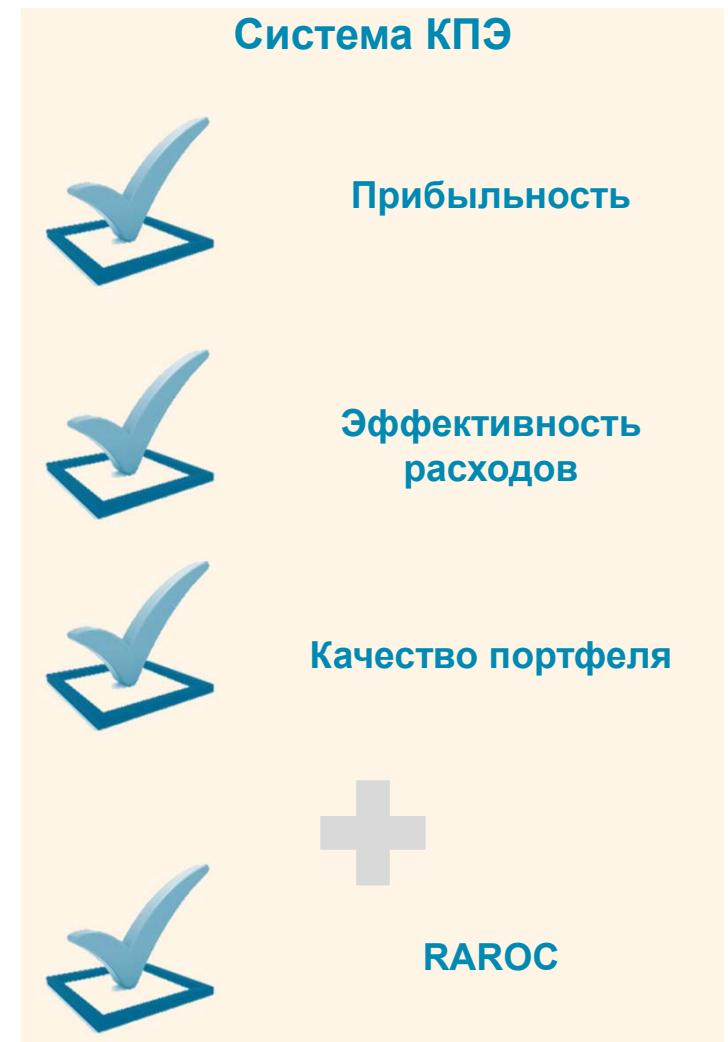 Система КПЭ
Прибыльность
Эффективность
расходов
Качество портфеля
RAROC